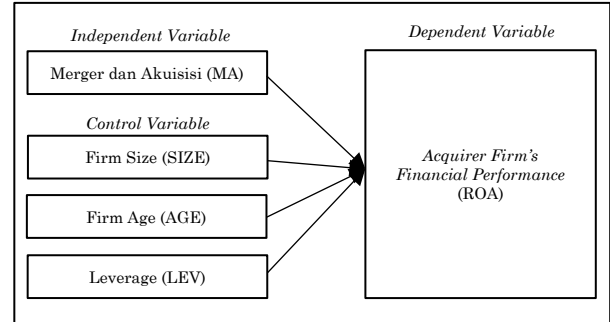 Independent Variable
Merger dan Akuisisi (MA)
Control Variable
Firm Size (SIZE)
Firm Age (AGE)
Leverage (LEV)
Dependent Variable
Acquirer Firm's
Financial Performance
(ROA)